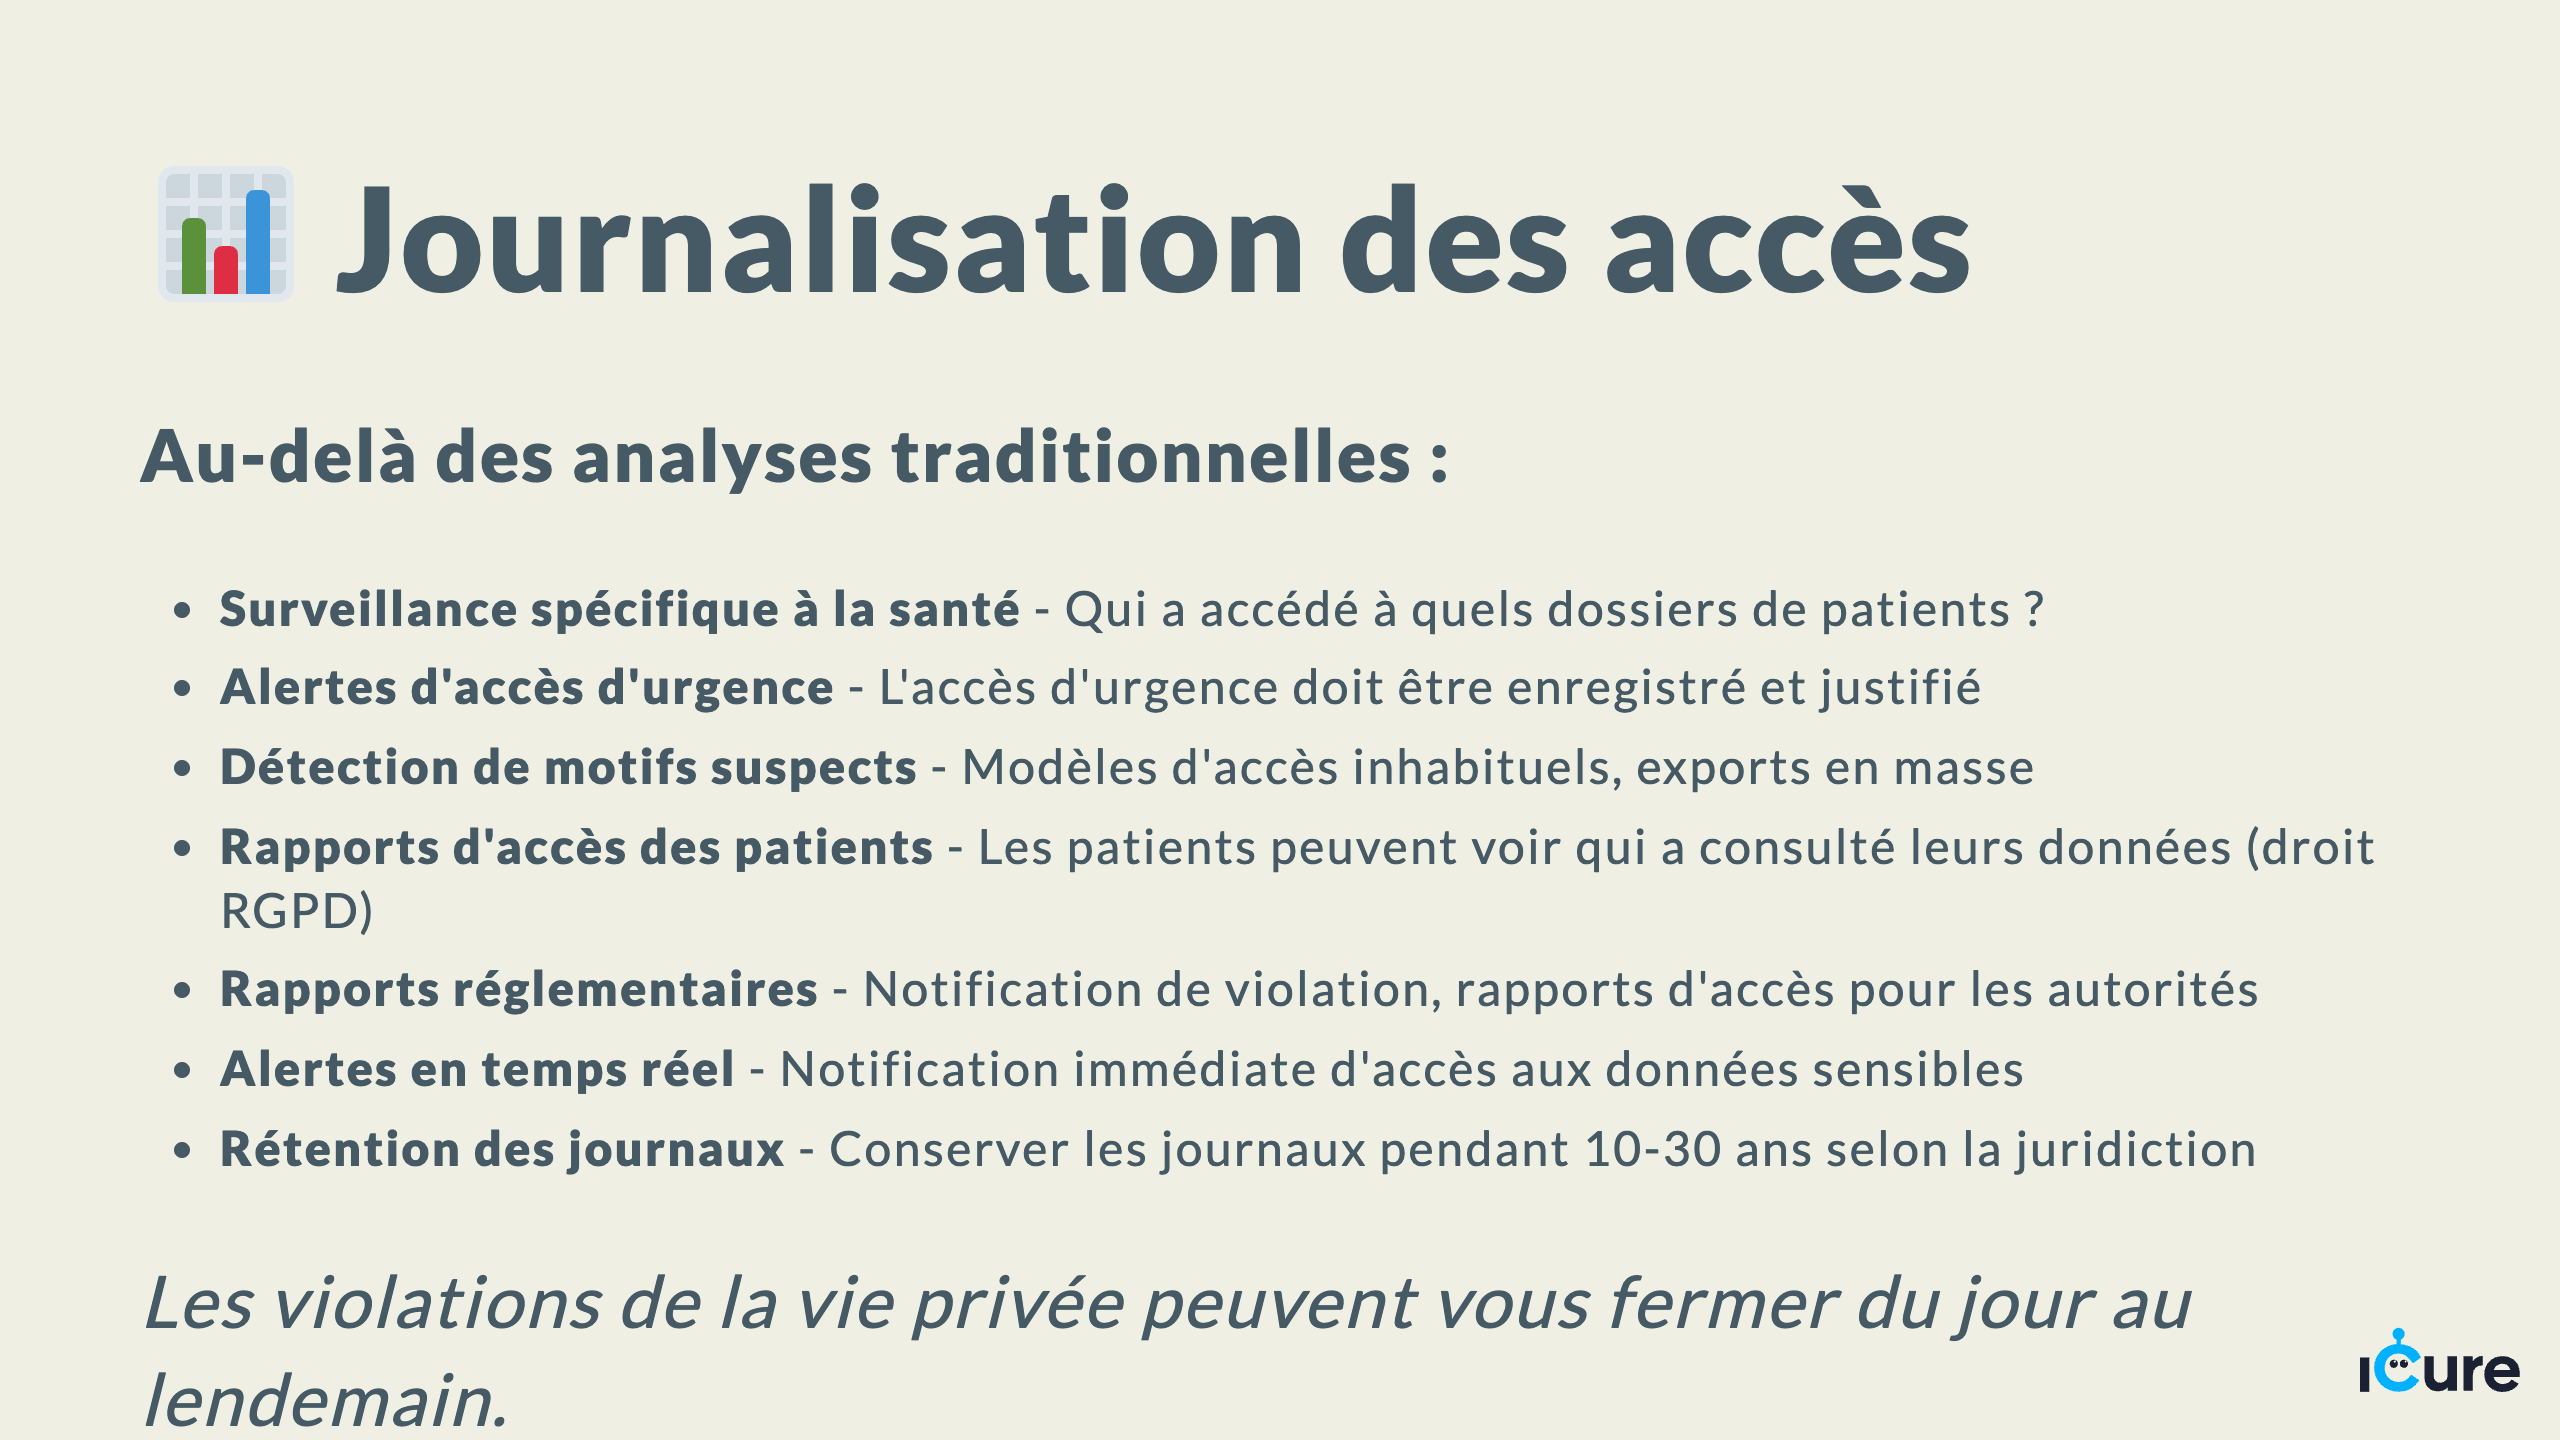 Journalisation des accès
Au-delà des analyses traditionnelles :
• Surveillance spécifique à la santé - Qui a accédé à quels dossiers de patients ?
• Alertes d'accès d'urgence - L'accès d'urgence doit être enregistré et justifié
• Détection de motifs suspects - Modèles d'accès inhabituels, exports en masse
• Rapports d'accès des patients - Les patients peuvent voir qui a consulté leurs données (droit
RGPD)
• Rapports réglementaires - Notification de violation, rapports d'accès pour les autorités
• Alertes en temps réel - Notification immédiate d'accès aux données sensibles
• Rétention des journaux - Conserver les journaux pendant 10-30 ans selon la juridiction
Les violations de la vie privée peuvent vous fermer du jour au
lendemain.
iCure